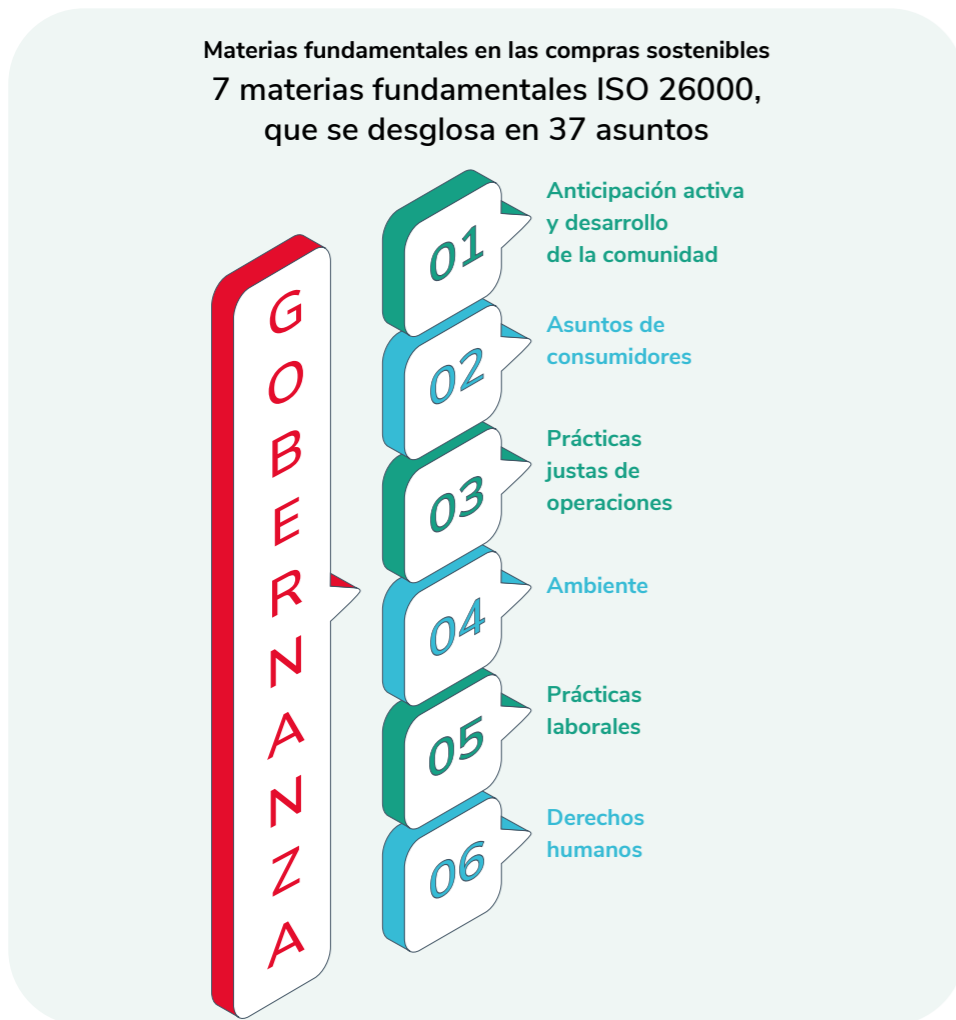 Materias fundamentales en las compras sostenibles
7 materias fundamentales ISO 26000,
que se desglosa en 37 asuntos
GOBERNANZA
01
Anticipación activa
y desarrollo
de la comunidad
02
Asuntos de
consumidores
03
Prácticas
justas de
operaciones
04
Ambiente
05
Prácticas
laborales
06
Derechos
humanos